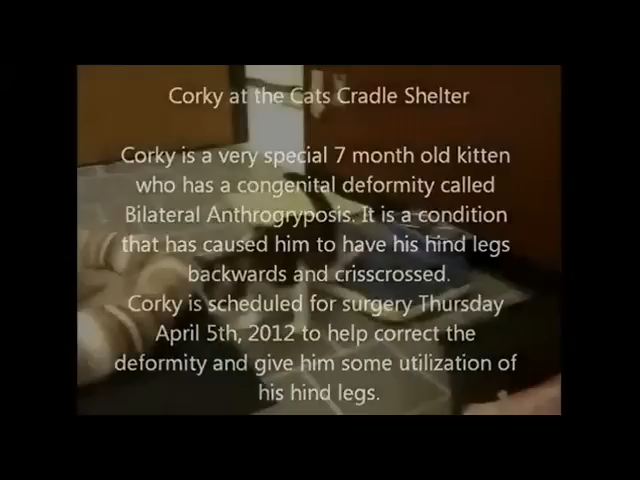 Corky at the Cats Cradle Shelter
Corky is a very special 7 month old kitten
who has a congenital deformity called
Bilateral Anthrogryposis. It is a condition
that has caused him to have his hind legs
backwards and crisscrossed.
Corky is scheduled for surgery Thursday
April 5th, 2012 to help correct the
deformity and give him some utilization of
his hind legs.